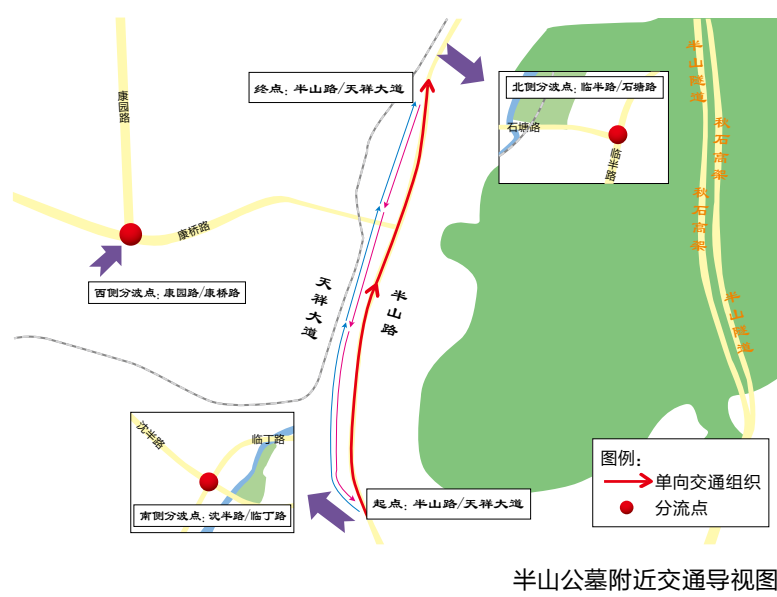 终点：半山路/天祥大道
北侧分波点：临半路/石塘路
石塘路
临半路
半山隧道
秋石高架
秋石高架
半山隧道
康园路
康桥路
西侧分波点：康园路/康桥路
天祥大道
半山路
沈半路
临丁路
南侧分波点：沈半路/临丁路
起点：半山路/天祥大道
图例：
单向交通组织
分流点
半山公墓附近交通导视图